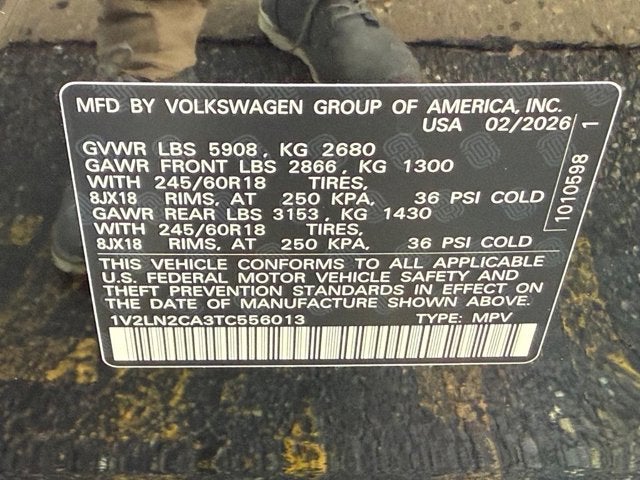 MFD BY VOLKSWAGEN GROUP OF AMERICA, INC.
USA 02/2026
GVWR LBS 5908, KG 2680
GAWR FRONT LBS 2866, KG 1300
WITH 245/60R18 TIRES,
8JX18 RIMS, AT 250 KPA, 36 PSI COLD
GAWR REAR LBS 3153, KG 1430
WITH 245/60R18 TIRES,
8JX18 RIMS, AT 250 KPA, 36 PSI COLD
THIS VEHICLE CONFORMS TO ALL APPLICABLE
U.S. FEDERAL MOTOR VEHICLE SAFETY AND
THEFT PREVENTION STANDARDS IN EFFECT ON
THE DATE OF MANUFACTURE SHOWN ABOVE.
1V2LN2CA3TC556013 TYPE: MPV
1010598 1